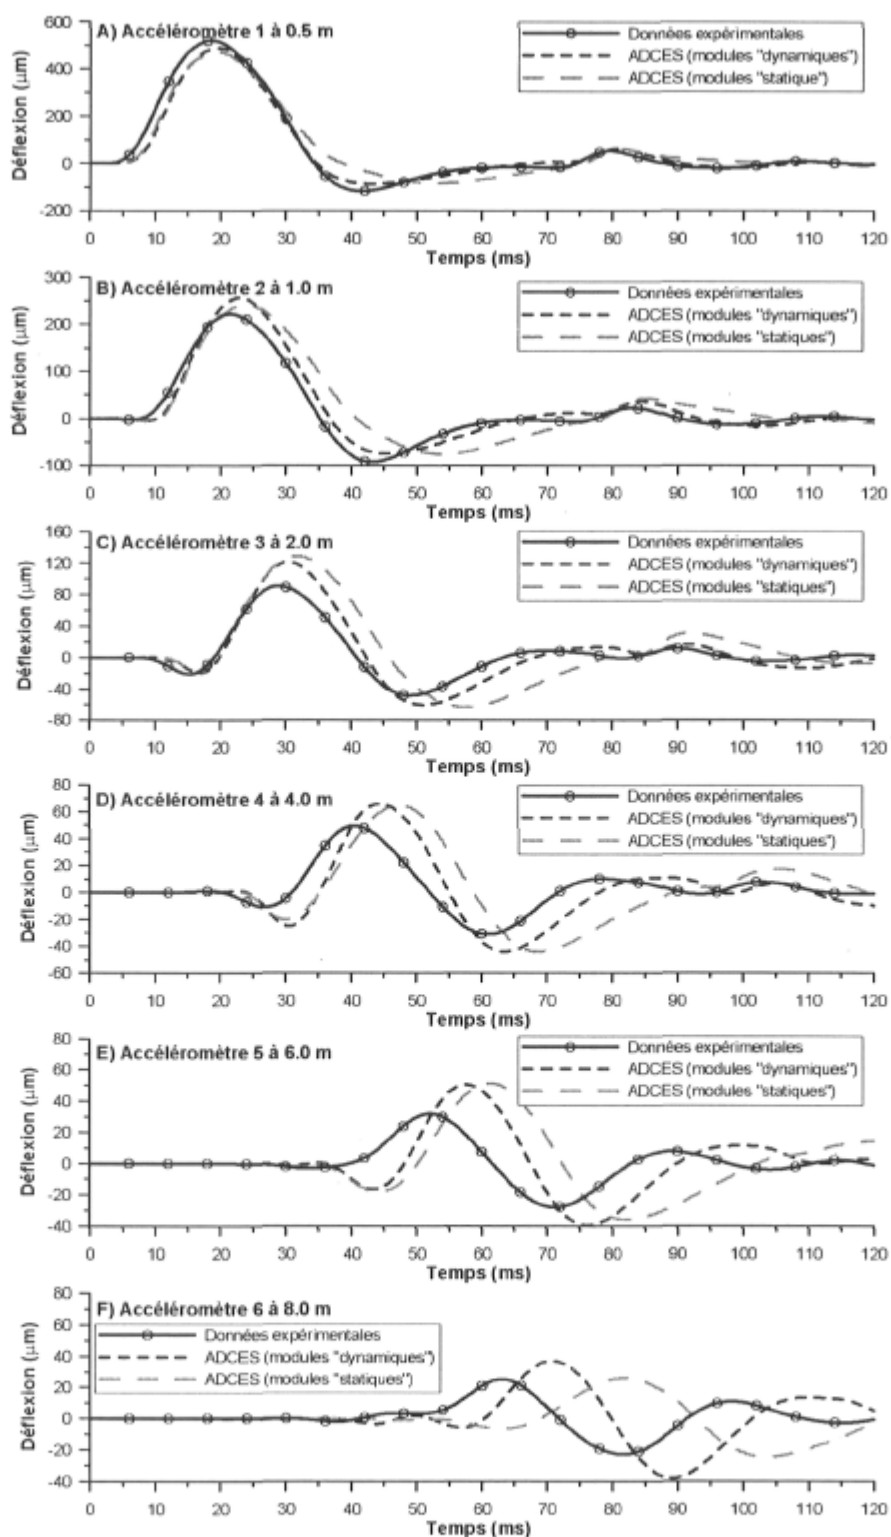 A) Accéléromètre 1 à 0.5 m
Données expérimentales
ADCES (modules "dynamiques")
ADCES (modules "statique")
Déflexion (µm)
600
400
200
0
-200
0 10 20 30 40 50 60 70 80 90 100 110 120
Temps (ms)
B) Accéléromètre 2 à 1.0 m
Données expérimentales
ADCES (modules "dynamiques")
ADCES (modules "statiques")
Déflexion (µm)
300
200
100
0
-100
0 10 20 30 40 50 60 70 80 90 100 110 120
Temps (ms)
C) Accéléromètre 3 à 2.0 m
Données expérimentales
ADCES (modules "dynamiques")
ADCES (modules "statiques")
Déflexion (µm)
160
120
80
40
0
-40
-80
0 10 20 30 40 50 60 70 80 90 100 110 120
Temps (ms)
D) Accéléromètre 4 à 4.0 m
Données expérimentales
ADCES (modules "dynamiques")
ADCES (modules "statiques")
Déflexion (µm)
80
60
40
20
0
-20
-40
-60
0 10 20 30 40 50 60 70 80 90 100 110 120
Temps (ms)
E) Accéléromètre 5 à 6.0 m
Données expérimentales
ADCES (modules "dynamiques")
ADCES (modules "statiques")
Déflexion (µm)
80
60
40
20
0
-20
-40
0 10 20 30 40 50 60 70 80 90 100 110 120
Temps (ms)
F) Accéléromètre 6 à 8.0 m
Données expérimentales
ADCES (modules "dynamiques")
ADCES (modules "statiques")
Déflexion (µm)
80
60
40
20
0
-20
-40
0 10 20 30 40 50 60 70 80 90 100 110 120
Temps (ms)